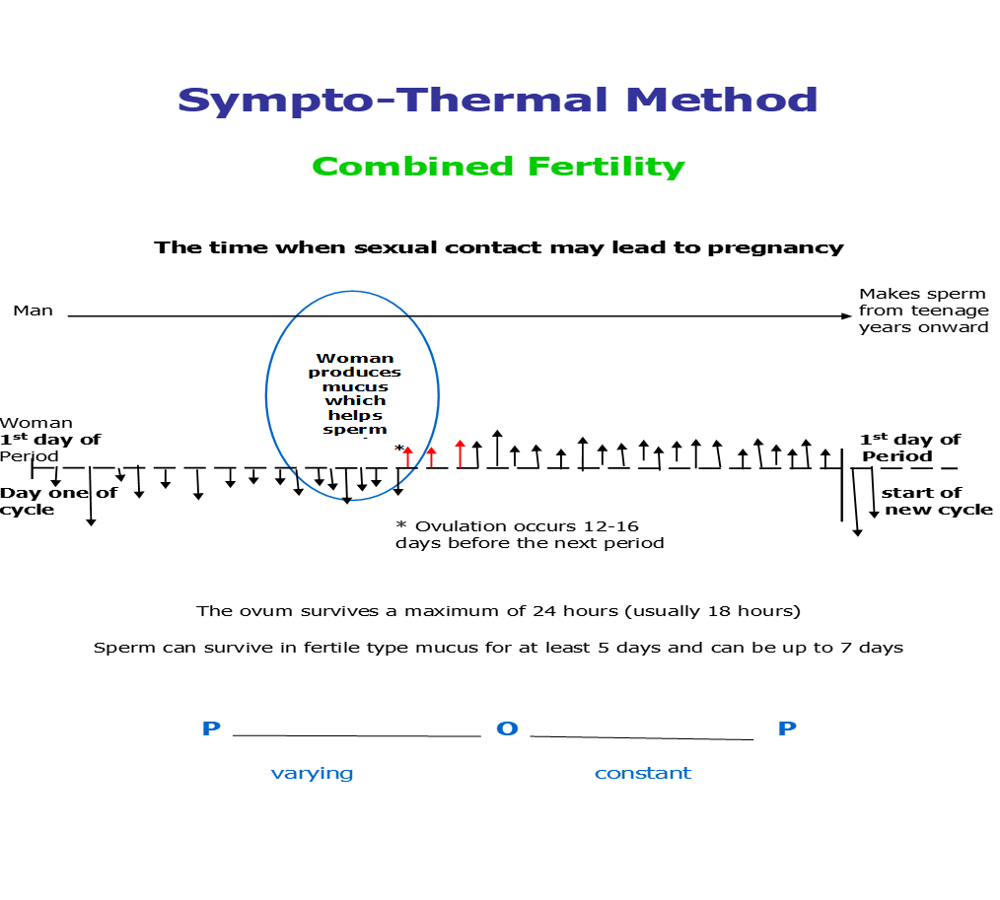 Sympto-Thermal Method
Combined Fertility
The time when sexual contact may lead to pregnancy
Man
Makes sperm
from teenage
years onward
Woman
produces
mucus
which
helps
sperm
Woman
1st day of
Period
*
1st day of
Period
Day one of
cycle
start of
new cycle
* Ovulation occurs 12-16
days before the next period
The ovum survives a maximum of 24 hours (usually 18 hours)
Sperm can survive in fertile type mucus for at least 5 days and can be up to 7 days
P O P
varying constant